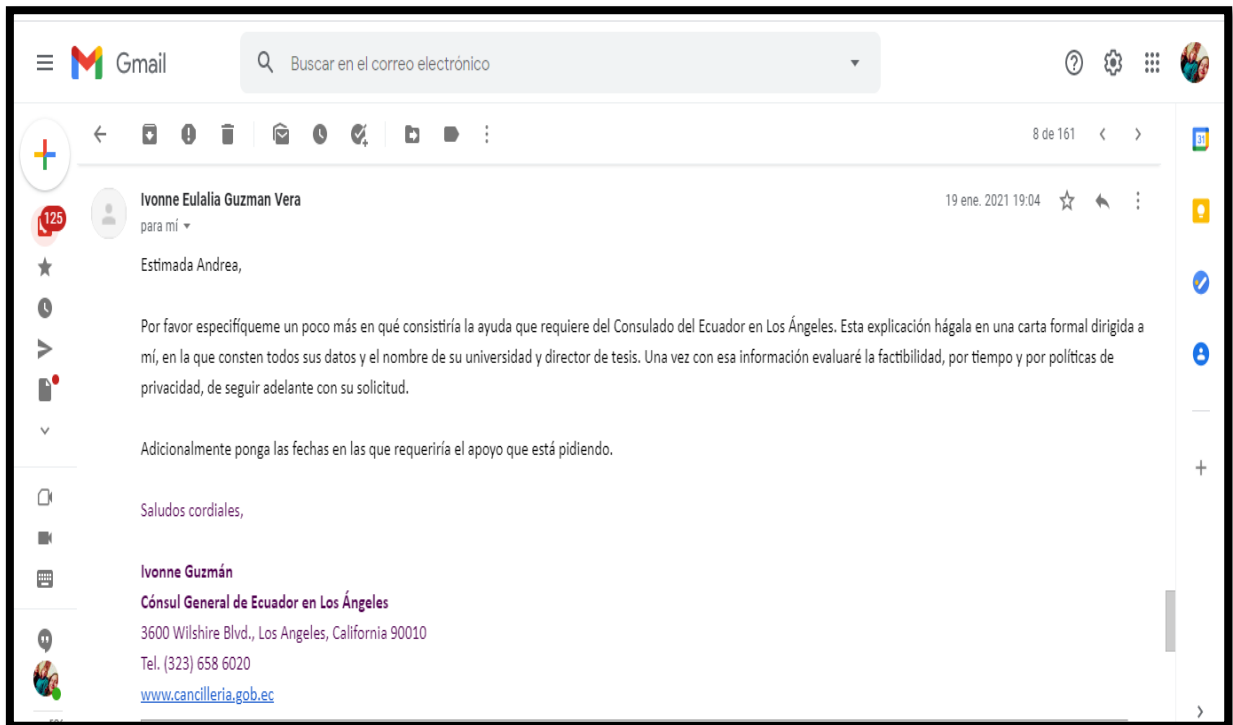 Gmail
Buscar en el correo electrónico
8 de 161
31
125
Ivonne Eulalia Guzman Vera
19 ene. 2021 19:04
para mí
Estimada Andrea,
Por favor especifíqueme un poco más en qué consistiría la ayuda que requiere del Consulado del Ecuador en Los Ángeles. Esta explicación hágala en una carta formal dirigida a
mí, en la que consten todos sus datos y el nombre de su universidad y director de tesis. Una vez con esa información evaluaré la factibilidad, por tiempo y por políticas de
privacidad, de seguir adelante con su solicitud.
Adicionalmente ponga las fechas en las que requeriría el apoyo que está pidiendo.
Saludos cordiales,
Ivonne Guzmán
Cónsul General de Ecuador en Los Ángeles
3600 Wilshire Blvd., Los Angeles, California 90010
Tel. (323) 658 6020
www.cancilleria.gob.ec